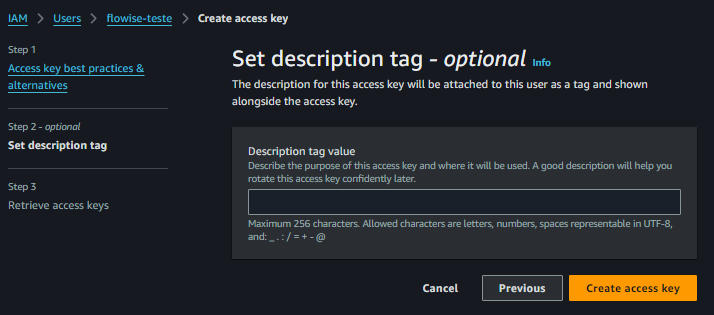 IAM > Users > flowise-teste > Create access key
Step 1
Access key best practices &
alternatives
Step 2 - optional
Set description tag
Step 3
Retrieve access keys
Set description tag - optional Info
The description for this access key will be attached to this user as a tag and shown
alongside the access key.
Description tag value
Describe the purpose of this access key and where it will be used. A good description will help you
rotate this access key confidently later.
Maximum 256 characters. Allowed characters are letters, numbers, spaces representable in UTF-8,
and: _ . : / = + - @
Cancel
Previous
Create access key